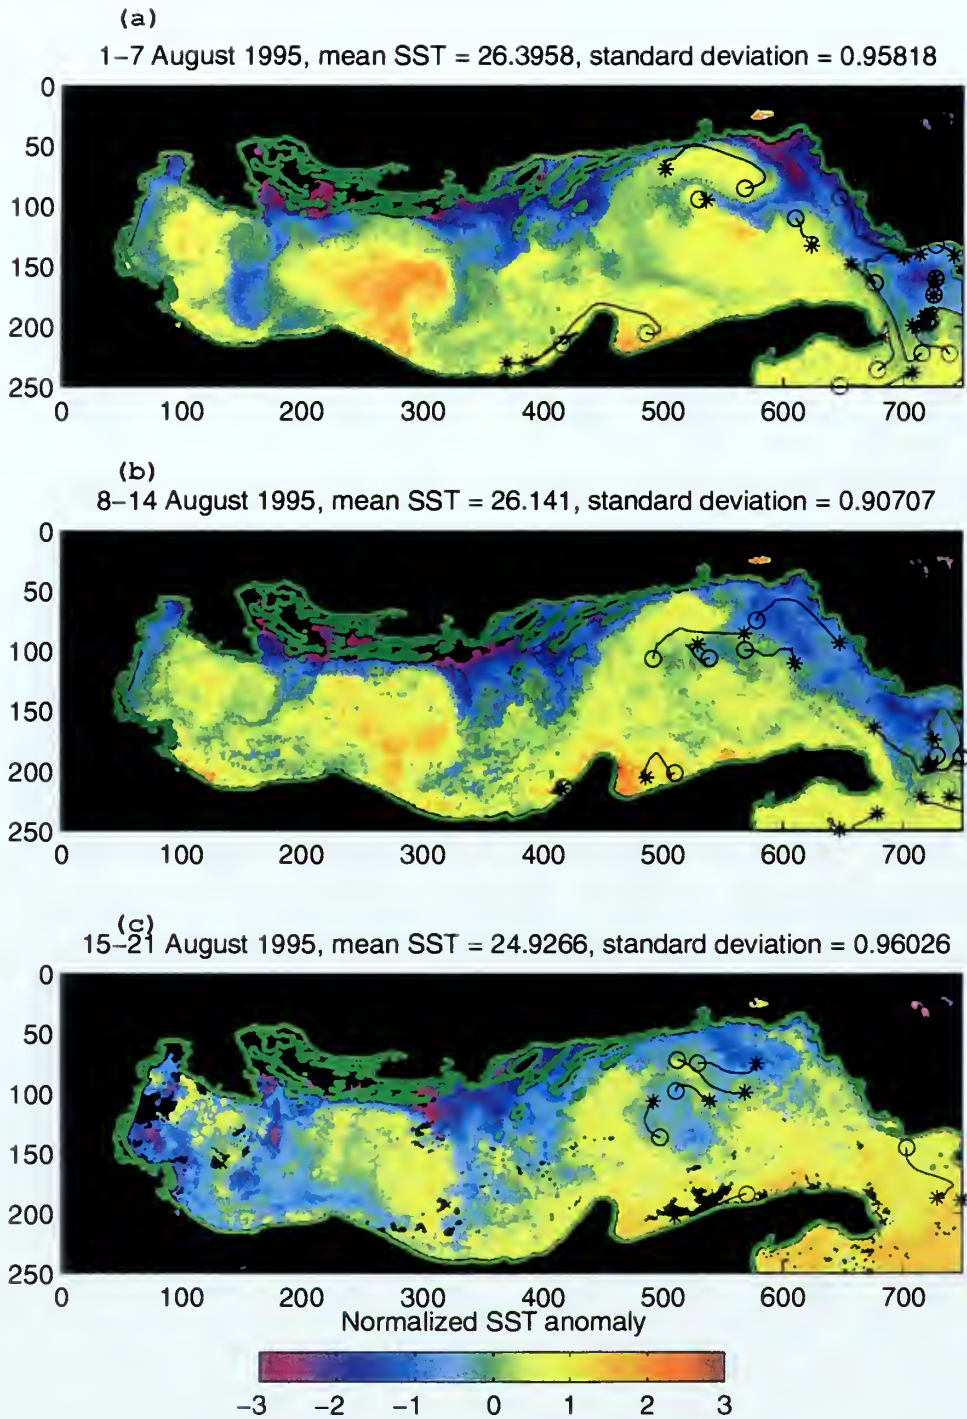 (a)
1–7 August 1995, mean SST = 26.3958, standard deviation = 0.95818
0
50
100
150
200
250
0 100 200 300 400 500 600 700
(b)
8–14 August 1995, mean SST = 26.141, standard deviation = 0.90707
0
50
100
150
200
250
0 100 200 300 400 500 600 700
(c)
15–21 August 1995, mean SST = 24.9266, standard deviation = 0.96026
0
50
100
150
200
250
0 100 200 300 400 500 600 700
Normalized SST anomaly
−3 −2 −1 0 1 2 3